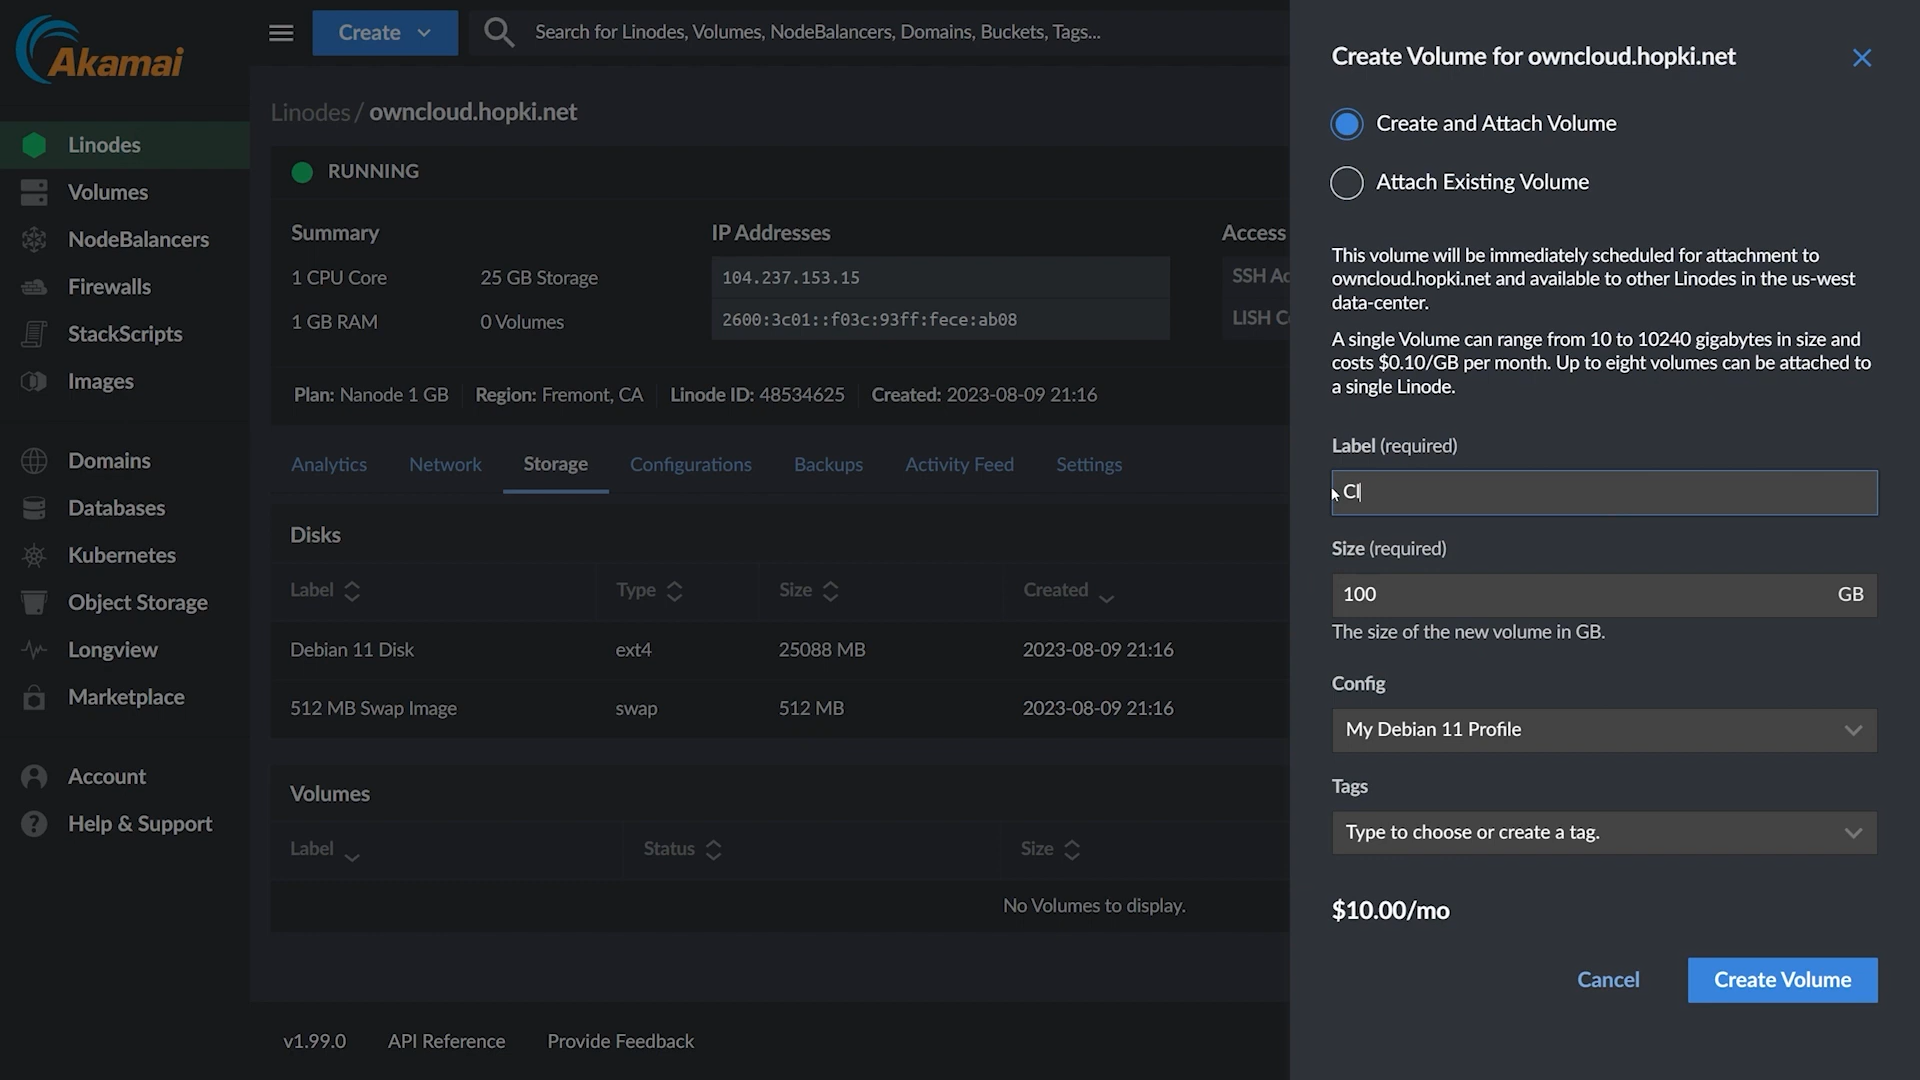 Akamai
Create
Search for Linodes, Volumes, NodeBalancers, Domains, Buckets, Tags...
Linodes
Volumes
NodeBalancers
Firewalls
StackScripts
Images
Domains
Databases
Kubernetes
Object Storage
Longview
Marketplace
Account
Help & Support
Linodes / owncloud.hopki.net
RUNNING
Summary
1 CPU Core
25 GB Storage
1 GB RAM
0 Volumes
IP Addresses
104.237.153.15
2600:3c01::f03c:93ff:fece:ab08
Access
SSH Ac
LISH C
Plan: Nanode 1 GB
Region: Fremont, CA
Linode ID: 48534625
Created: 2023-08-09 21:16
Analytics
Network
Storage
Configurations
Backups
Activity Feed
Settings
Disks
Label Type Size Created
Debian 11 Disk ext4 25088 MB 2023-08-09 21:16
512 MB Swap Image swap 512 MB 2023-08-09 21:16
Volumes
Label Status Size
No Volumes to display.
v1.99.0
API Reference
Provide Feedback
Create Volume for owncloud.hopki.net
Create and Attach Volume
Attach Existing Volume
This volume will be immediately scheduled for attachment to
owncloud.hopki.net and available to other Linodes in the us-west
data-center.
A single Volume can range from 10 to 10240 gigabytes in size and
costs $0.10/GB per month. Up to eight volumes can be attached to
a single Linode.
Label (required)
Cl
Size (required)
100 GB
The size of the new volume in GB.
Config
My Debian 11 Profile
Tags
Type to choose or create a tag.
$10.00/mo
Cancel
Create Volume